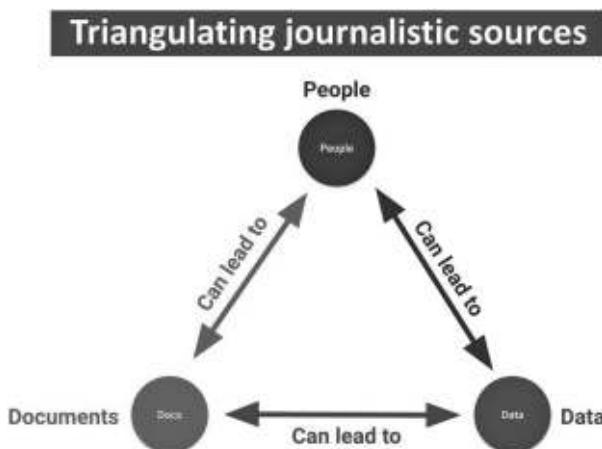 Triangulating journalistic sources
People
People
Can lead to
Can lead to
Documents
Docs
Can lead to
Data
Data